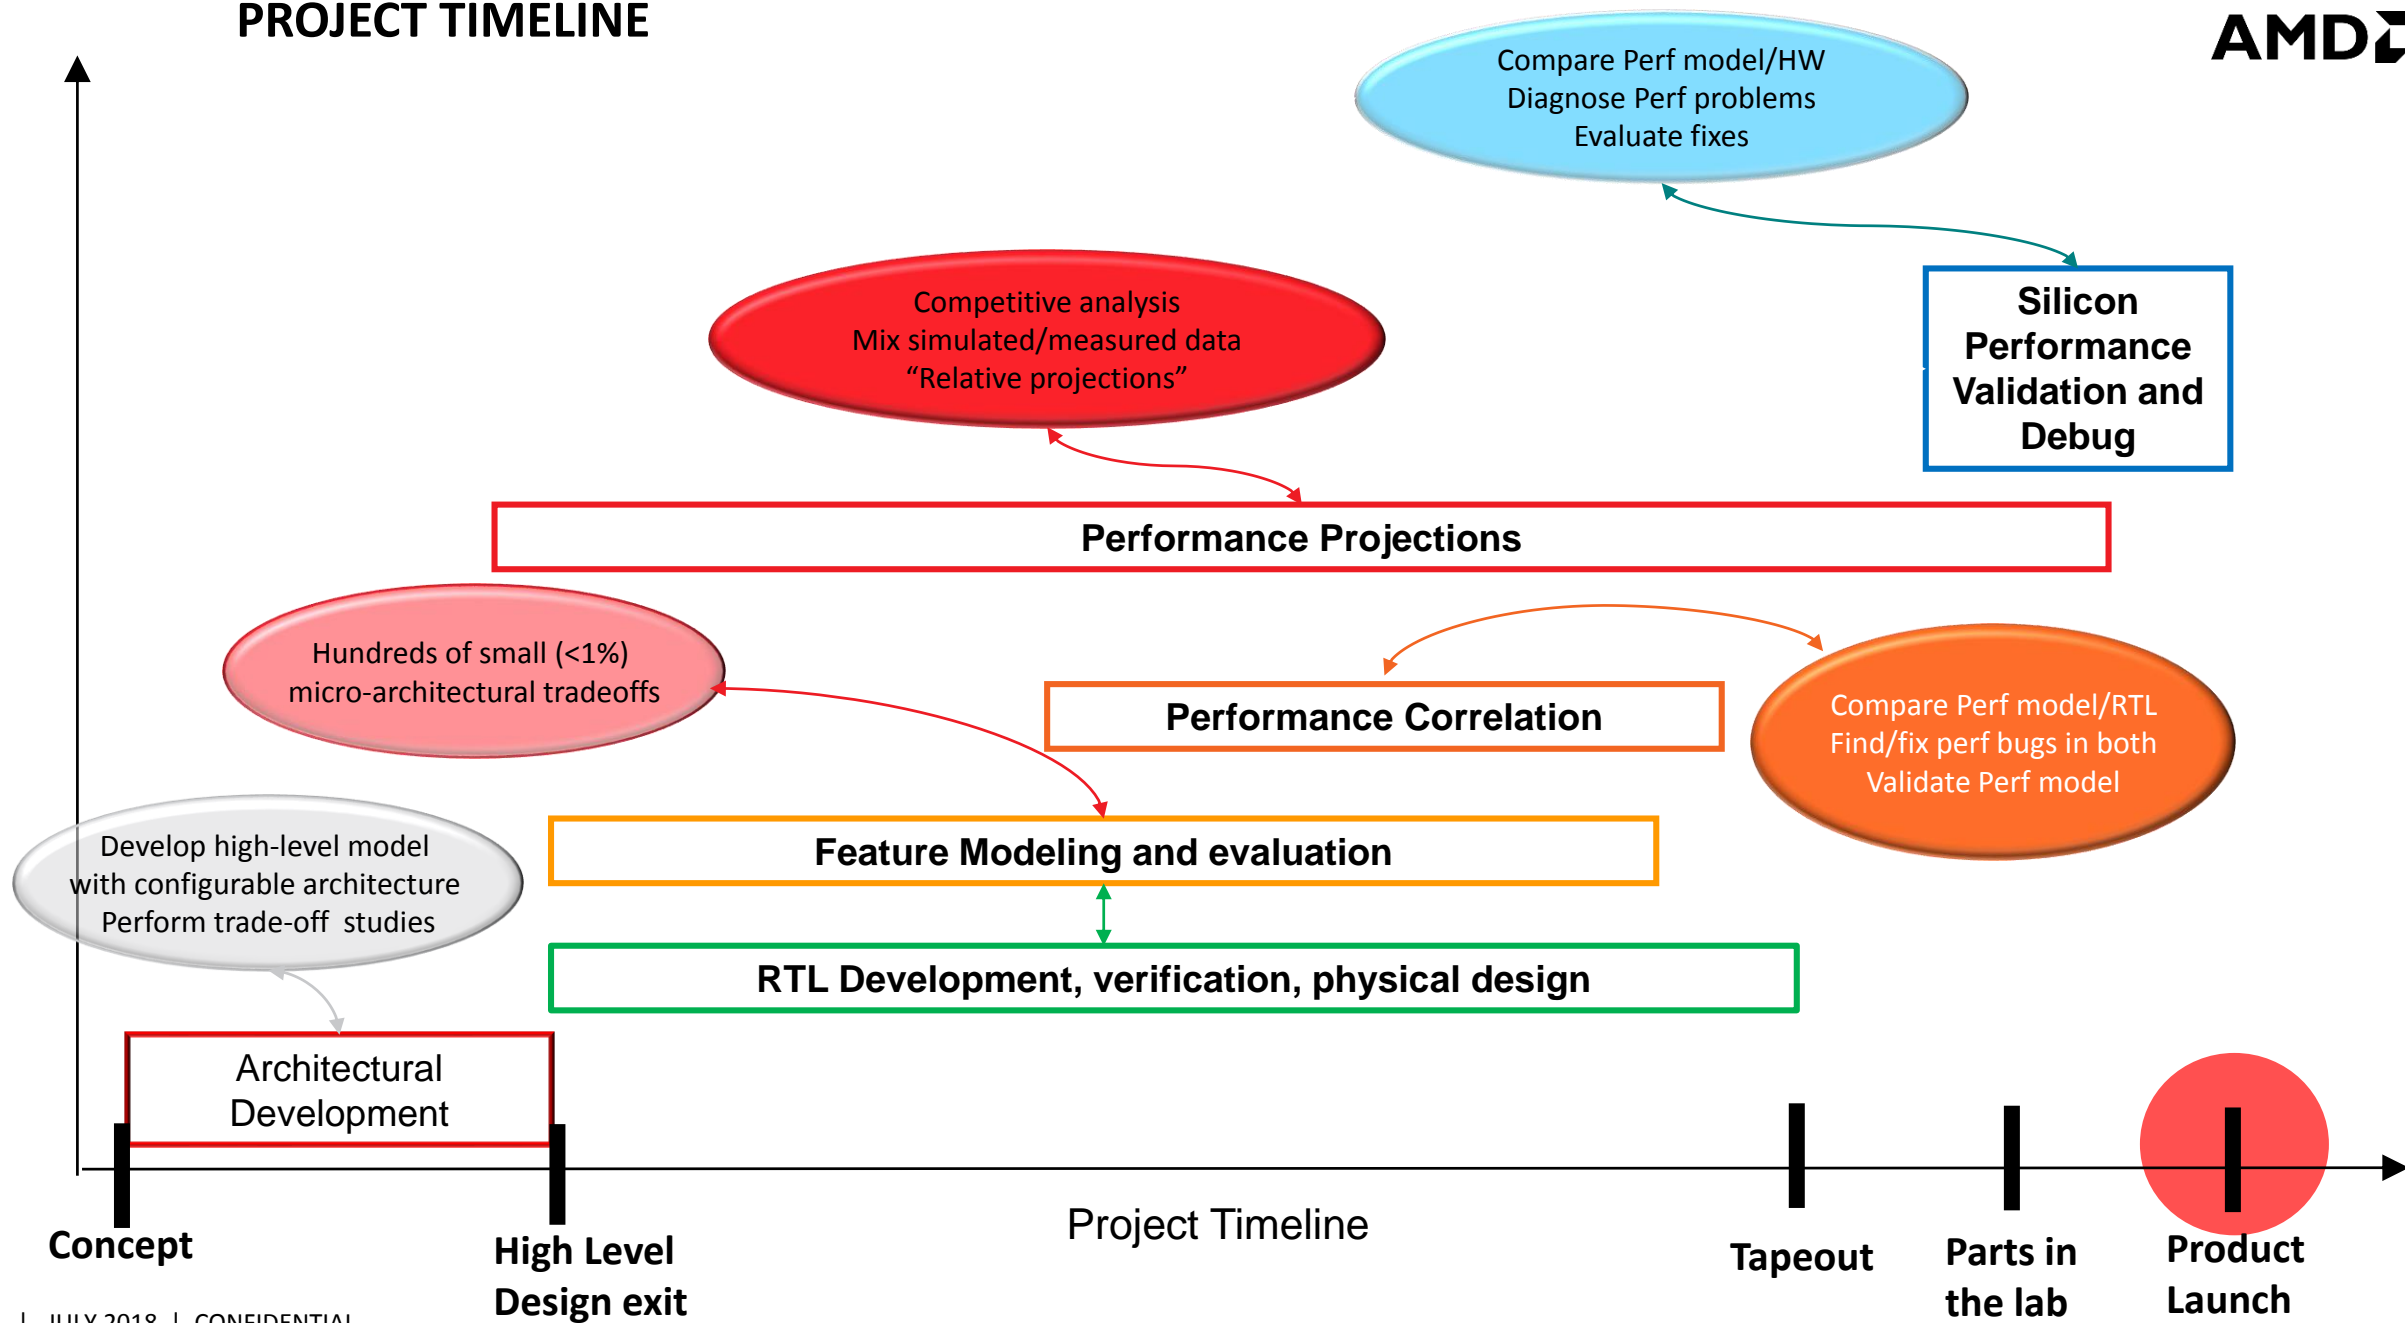 PROJECT TIMELINE
AMD
Compare Perf model/HW
Diagnose Perf problems
Evaluate fixes
Silicon
Performance
Validation and
Debug
Competitive analysis
Mix simulated/measured data
“Relative projections”
Performance Projections
Hundreds of small (<1%)
micro-architectural tradeoffs
Performance Correlation
Compare Perf model/RTL
Find/fix perf bugs in both
Validate Perf model
Feature Modeling and evaluation
Develop high-level model
with configurable architecture
Perform trade-off studies
RTL Development, verification, physical design
Architectural
Development
Project Timeline
Concept
High Level
Design exit
Tapeout
Parts in
the lab
Product
Launch
| JULY 2018 | CONFIDENTIAL